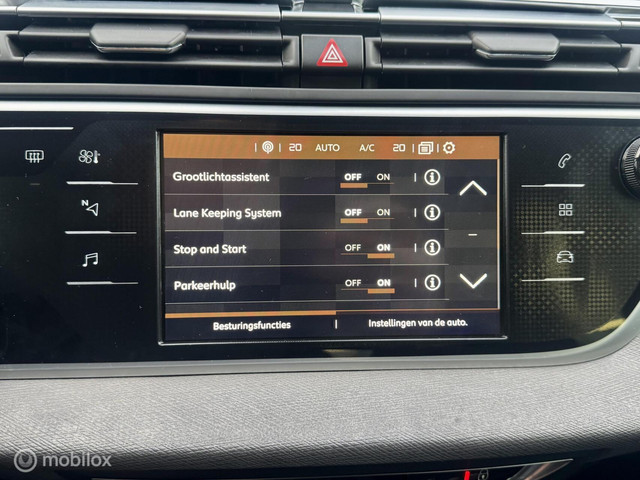 20 AUTO A/C 20
Grootlichtassistent OFF ON
Lane Keeping System OFF ON
Stop and Start OFF ON
Parkeerhulp OFF ON
Besturingsfuncties Instellingen van de auto.
N
mobilox